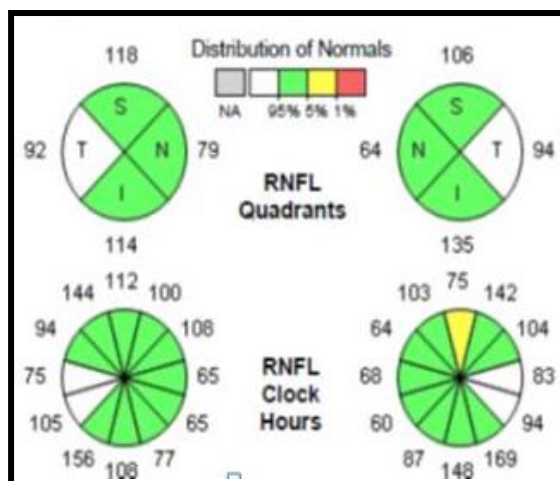 118 Distribution of Normals 106
NA 95% 5% 1%
S S
92 T N 79 64 N T 94
I I
RNFL
Quadrants
114 135
112 75
144 100 103 142
94 108 64 104
75 65 RNFL 68 83
Clock
105 65 Hours 60 94
156 77 87 169
108 148